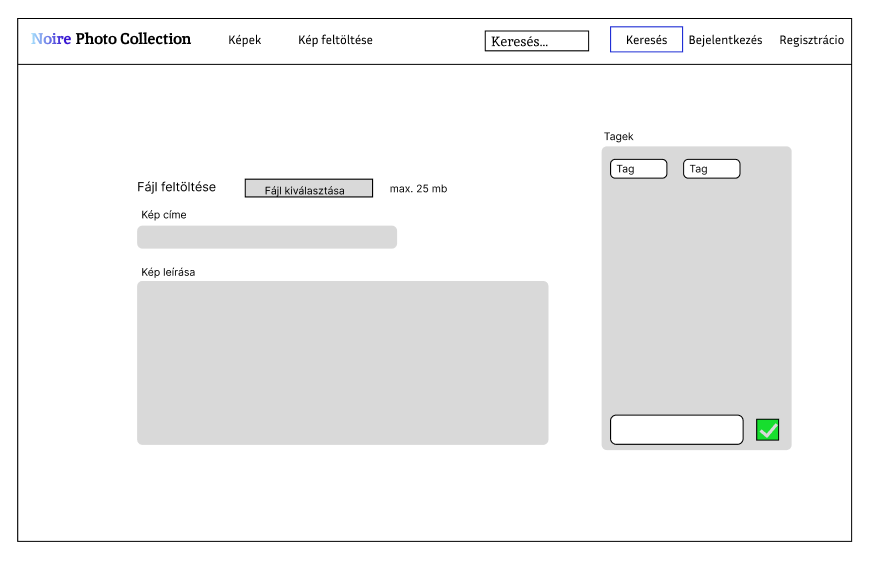 Noire Photo Collection Képek Kép feltöltése Keresés... Keresés Bejelentkezés Regisztrácio
Tagek
Tag Tag
Fájl feltöltése Fájl kiválasztása max. 25 mb
Kép címe
Kép leírása